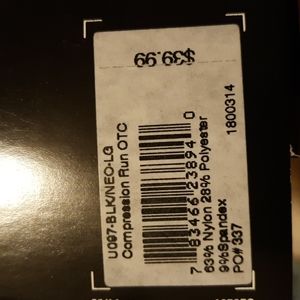 $39.99
U097-BLK/NEO-LG
Compression Run OTC
7 83466 23894 0
63% Nylon 28% Polyester
9%Spandex
PO# 337
1800314